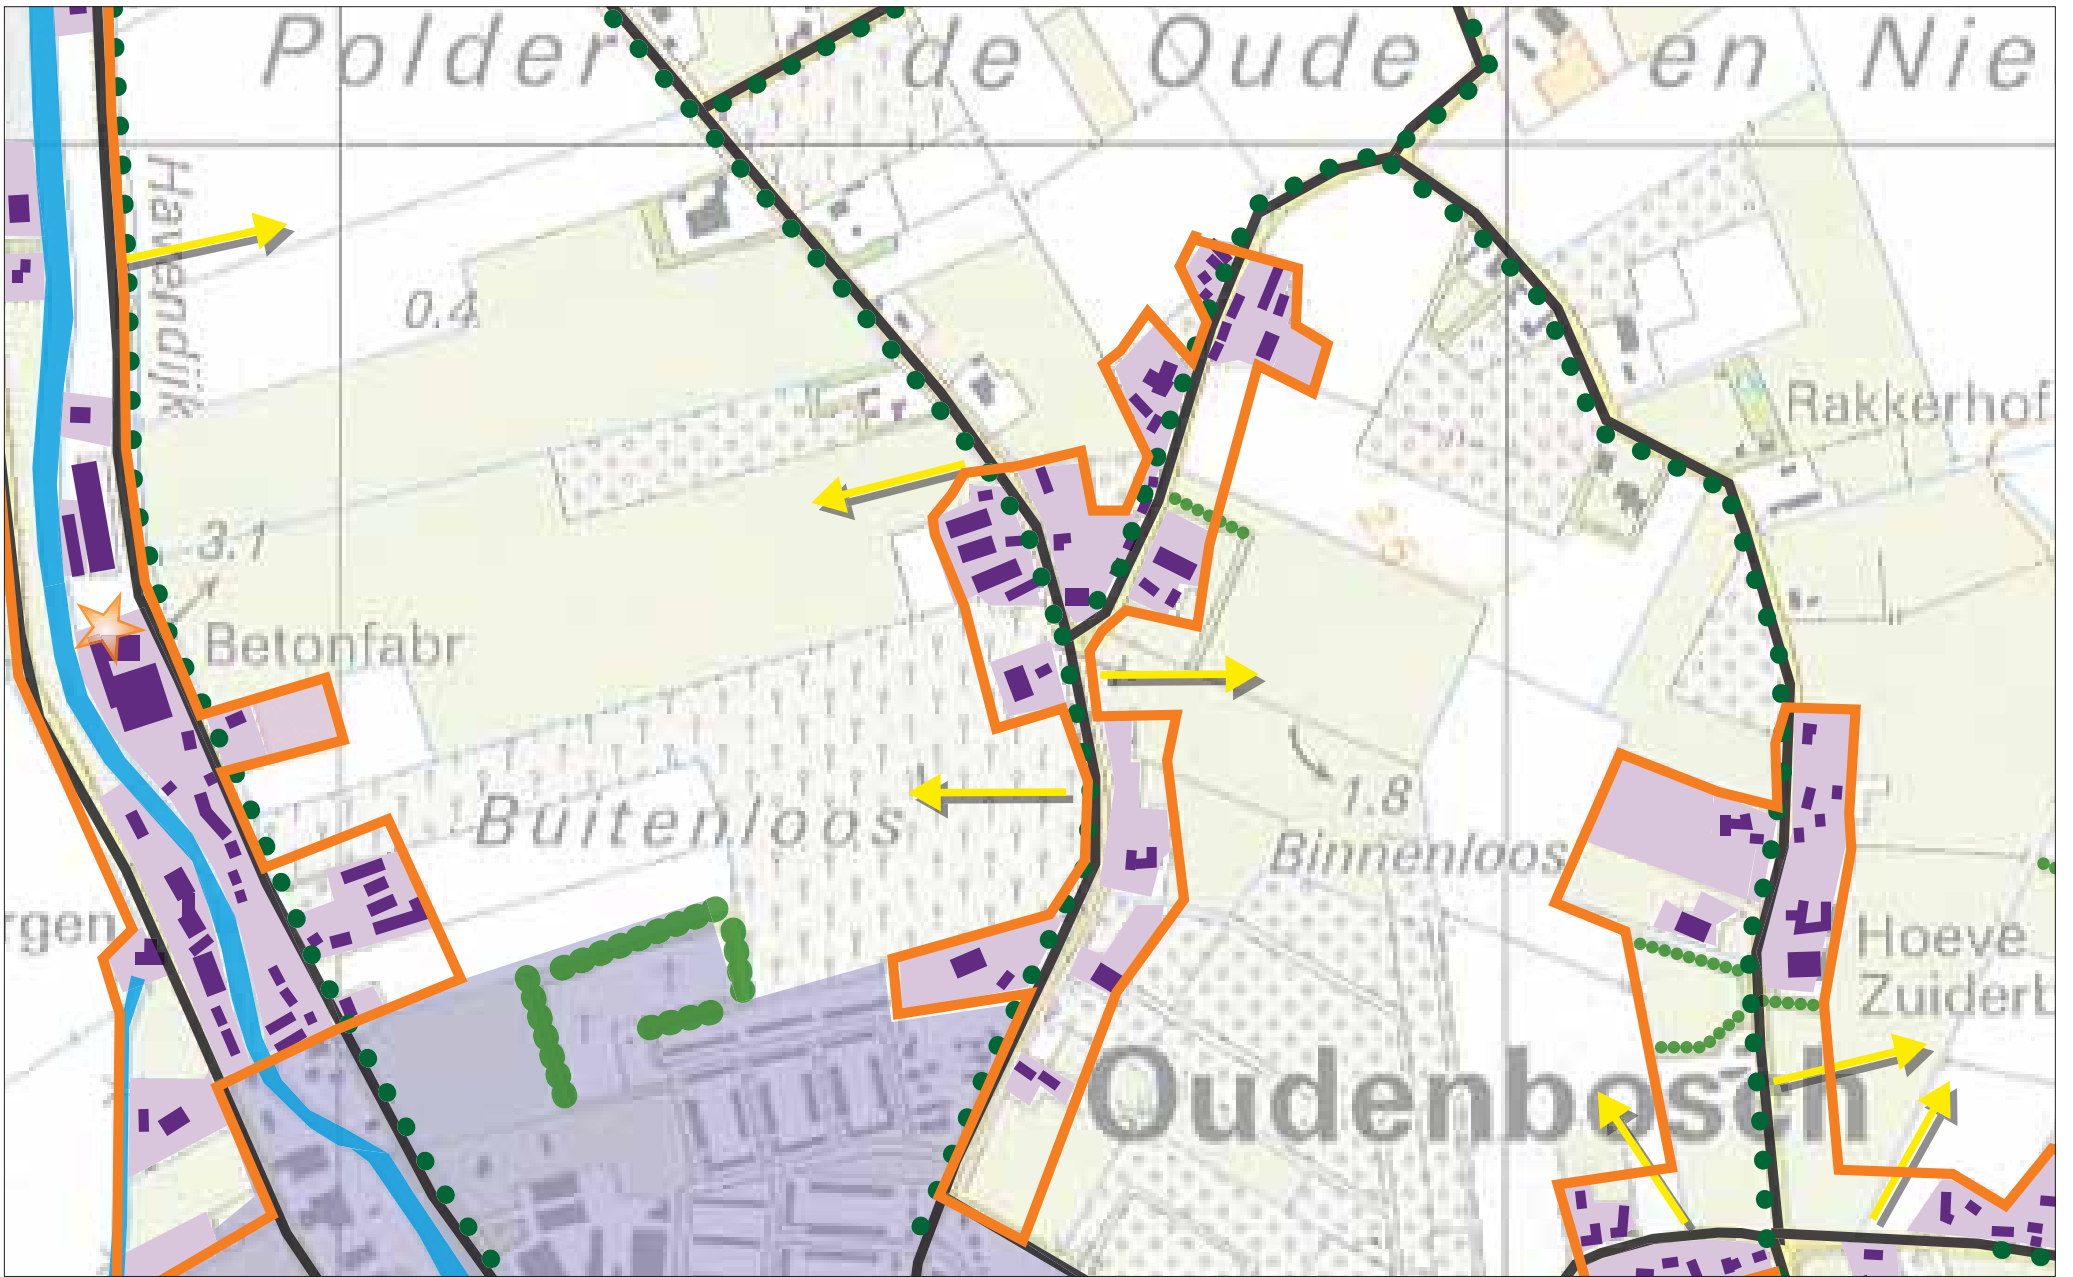 Polder de Oude en Nie
Havendijk
0.4
Rakkerhof
3.1
Betonfabr
1.8
Buitenloos
Binnenloos
rgen
Hoeve
Zuiderb
Oudenbosch